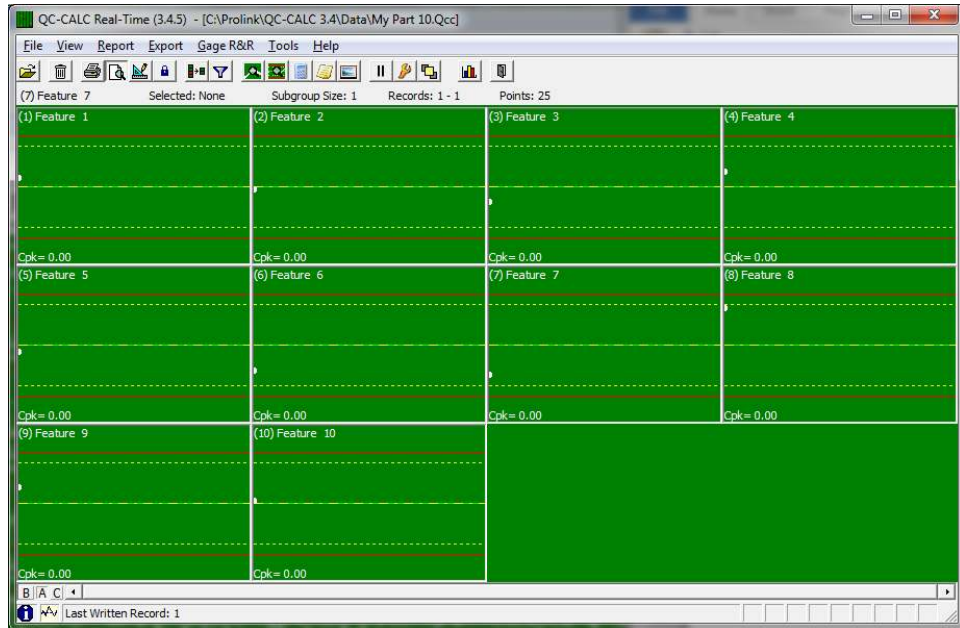 QC-CALC Real-Time (3.4.5) - [C:\Prolink\QC-CALC 3.4\Data\My Part 10.Qcc]
File View Report Export Gage R&R Tools Help
(7) Feature 7 Selected: None Subgroup Size: 1 Records: 1 - 1 Points: 25
(1) Feature 1 (2) Feature 2 (3) Feature 3 (4) Feature 4
Cpk= 0.00 Cpk= 0.00 Cpk= 0.00 Cpk= 0.00
(5) Feature 5 (6) Feature 6 (7) Feature 7 (8) Feature 8
Cpk= 0.00 Cpk= 0.00 Cpk= 0.00 Cpk= 0.00
(9) Feature 9 (10) Feature 10
Cpk= 0.00 Cpk= 0.00
B A C
Last Written Record: 1